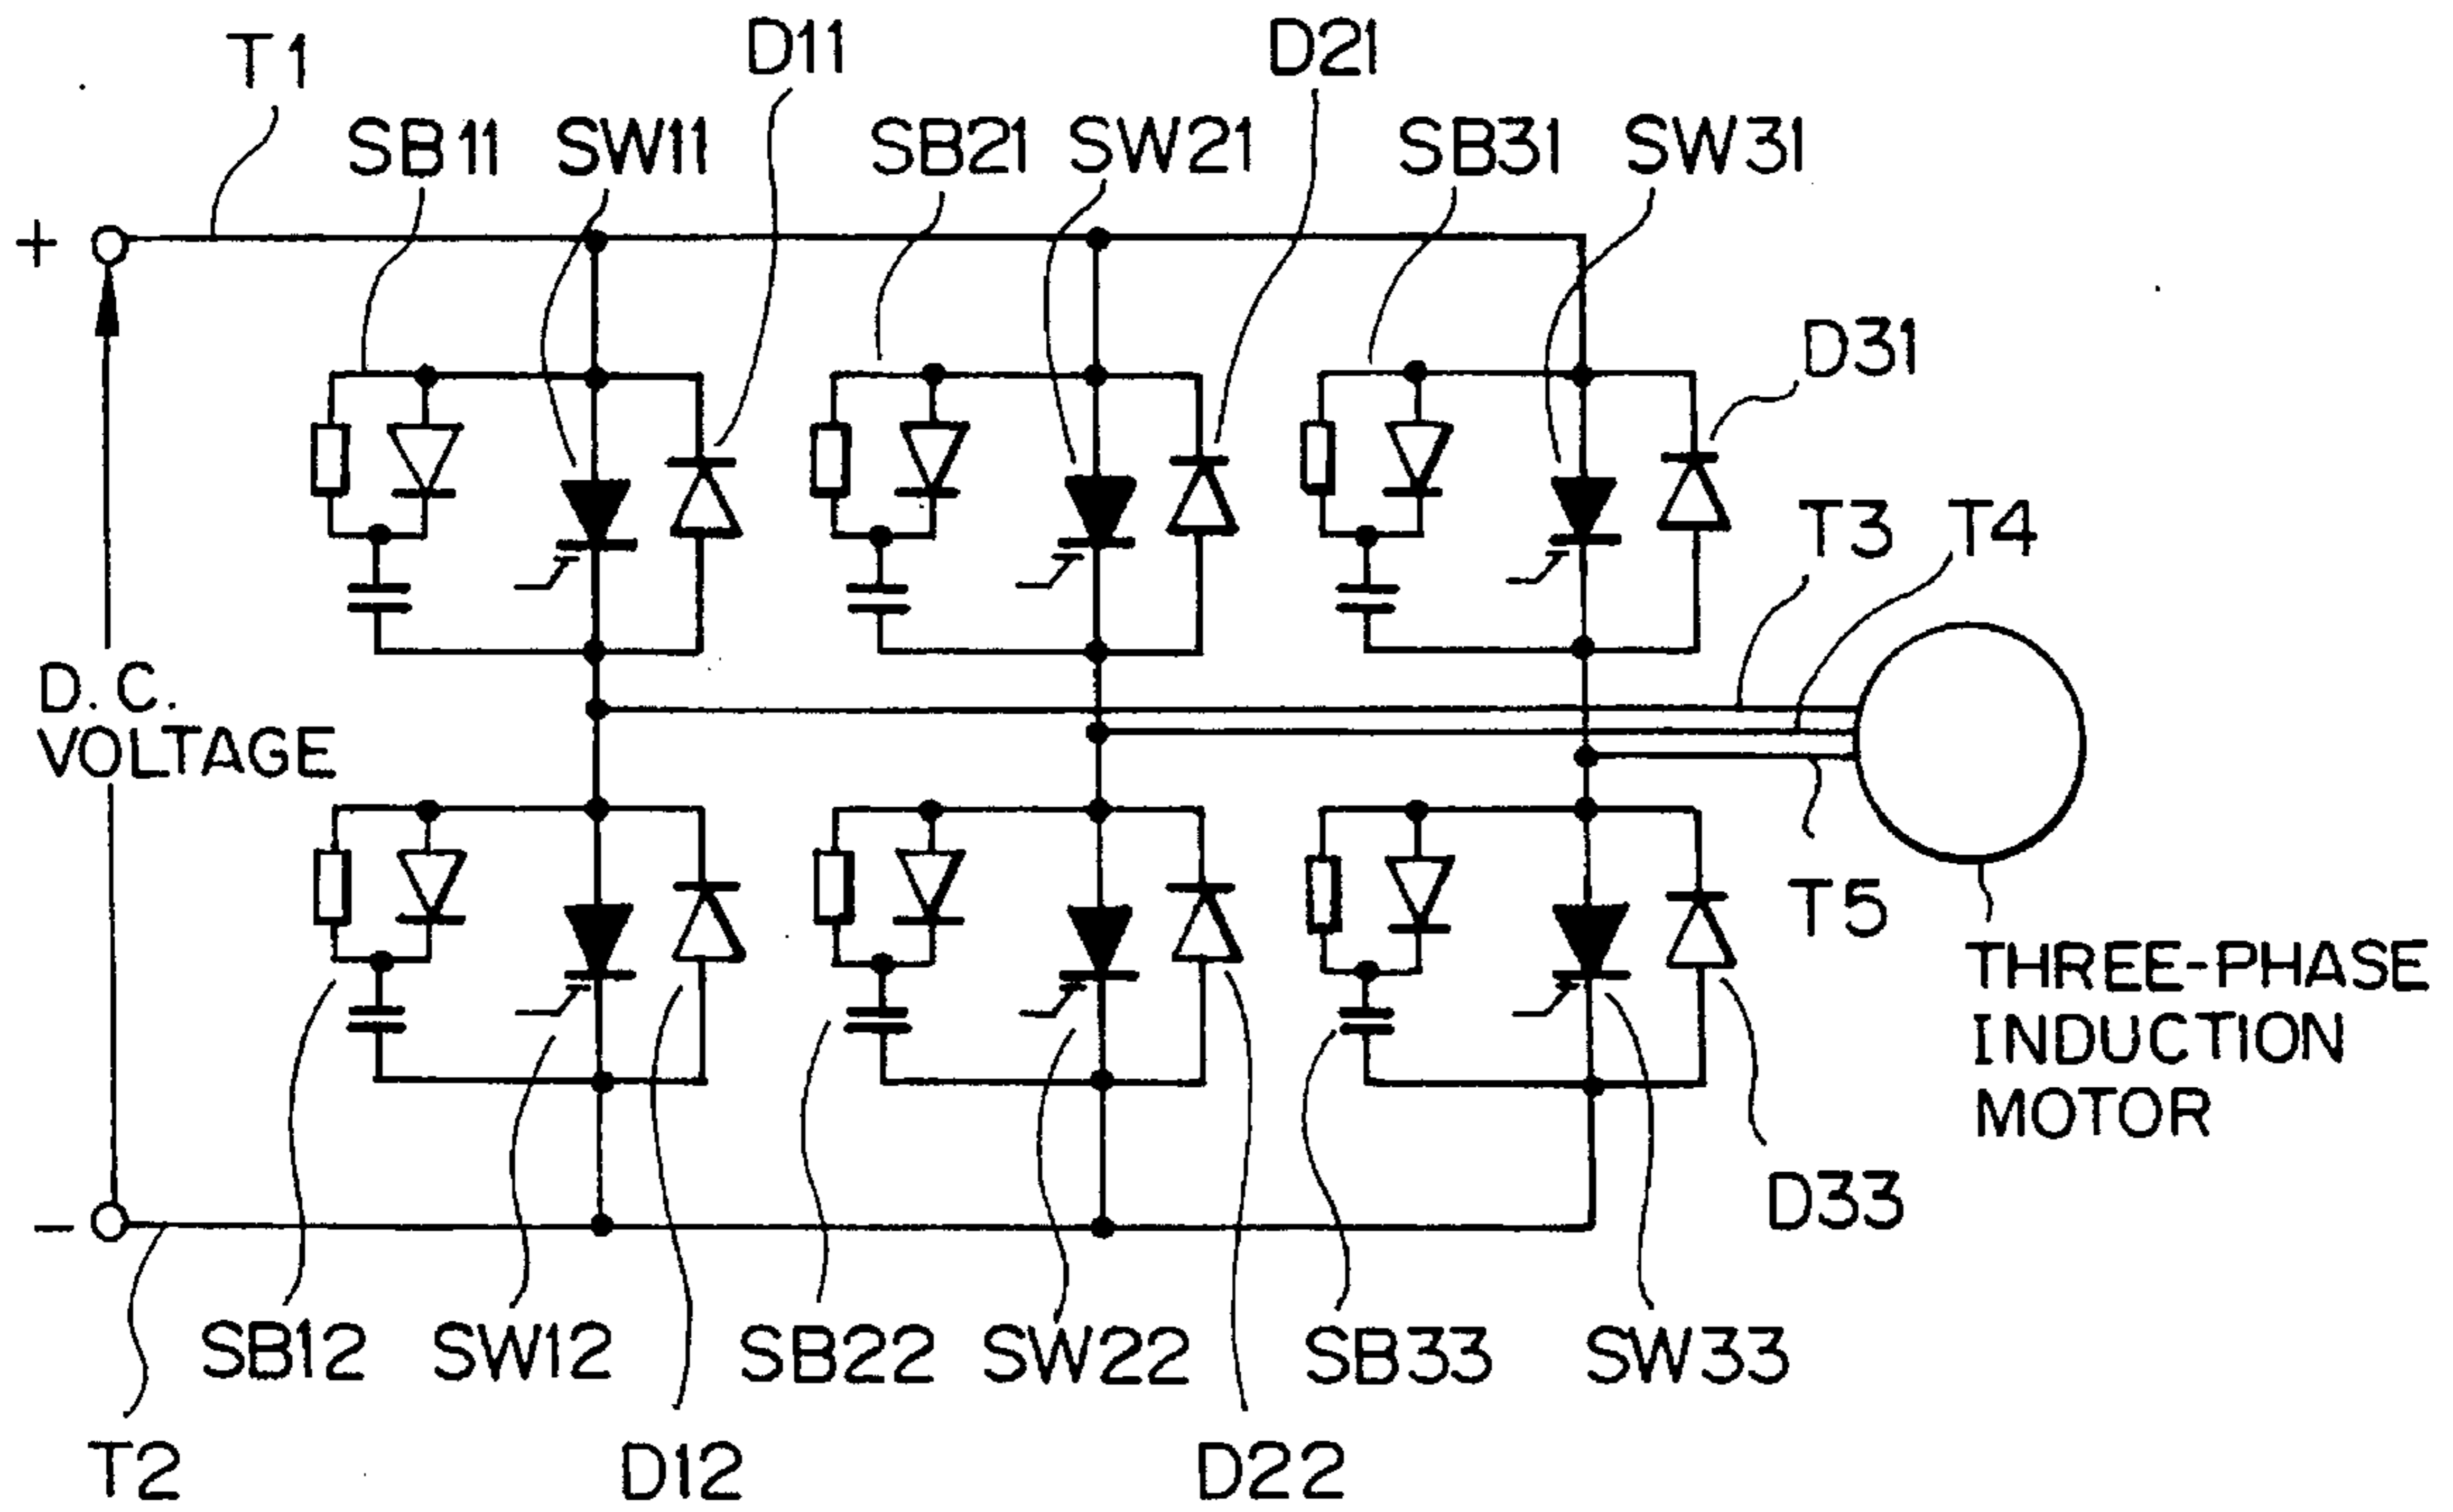 T1
D11
D21
SB11
SW11
SB21
SW21
SB31
SW31
+
D31
T3
T4
D.C.
VOLTAGE
T5
THREE-PHASE
INDUCTION
MOTOR
D33
−
SB12
SW12
SB22
SW22
SB33
SW33
T2
D12
D22